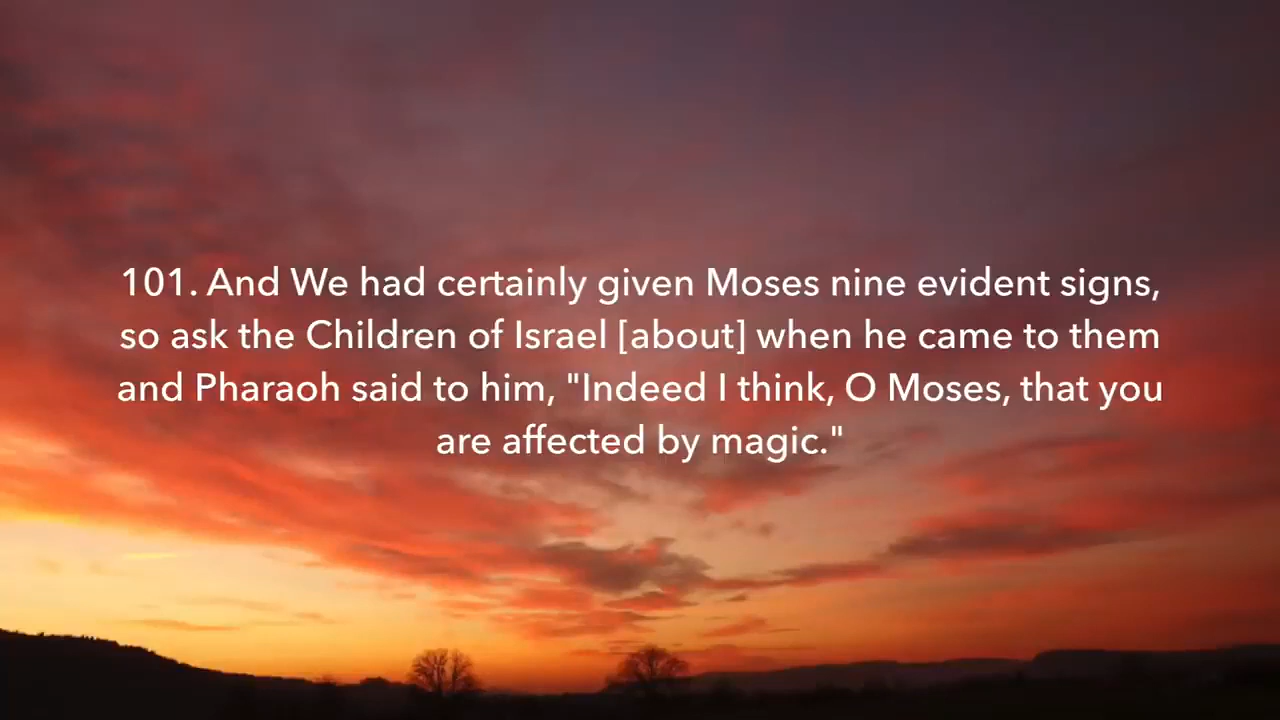 101. And We had certainly given Moses nine evident signs,
so ask the Children of Israel [about] when he came to them
and Pharaoh said to him, "Indeed I think, O Moses, that you
are affected by magic."